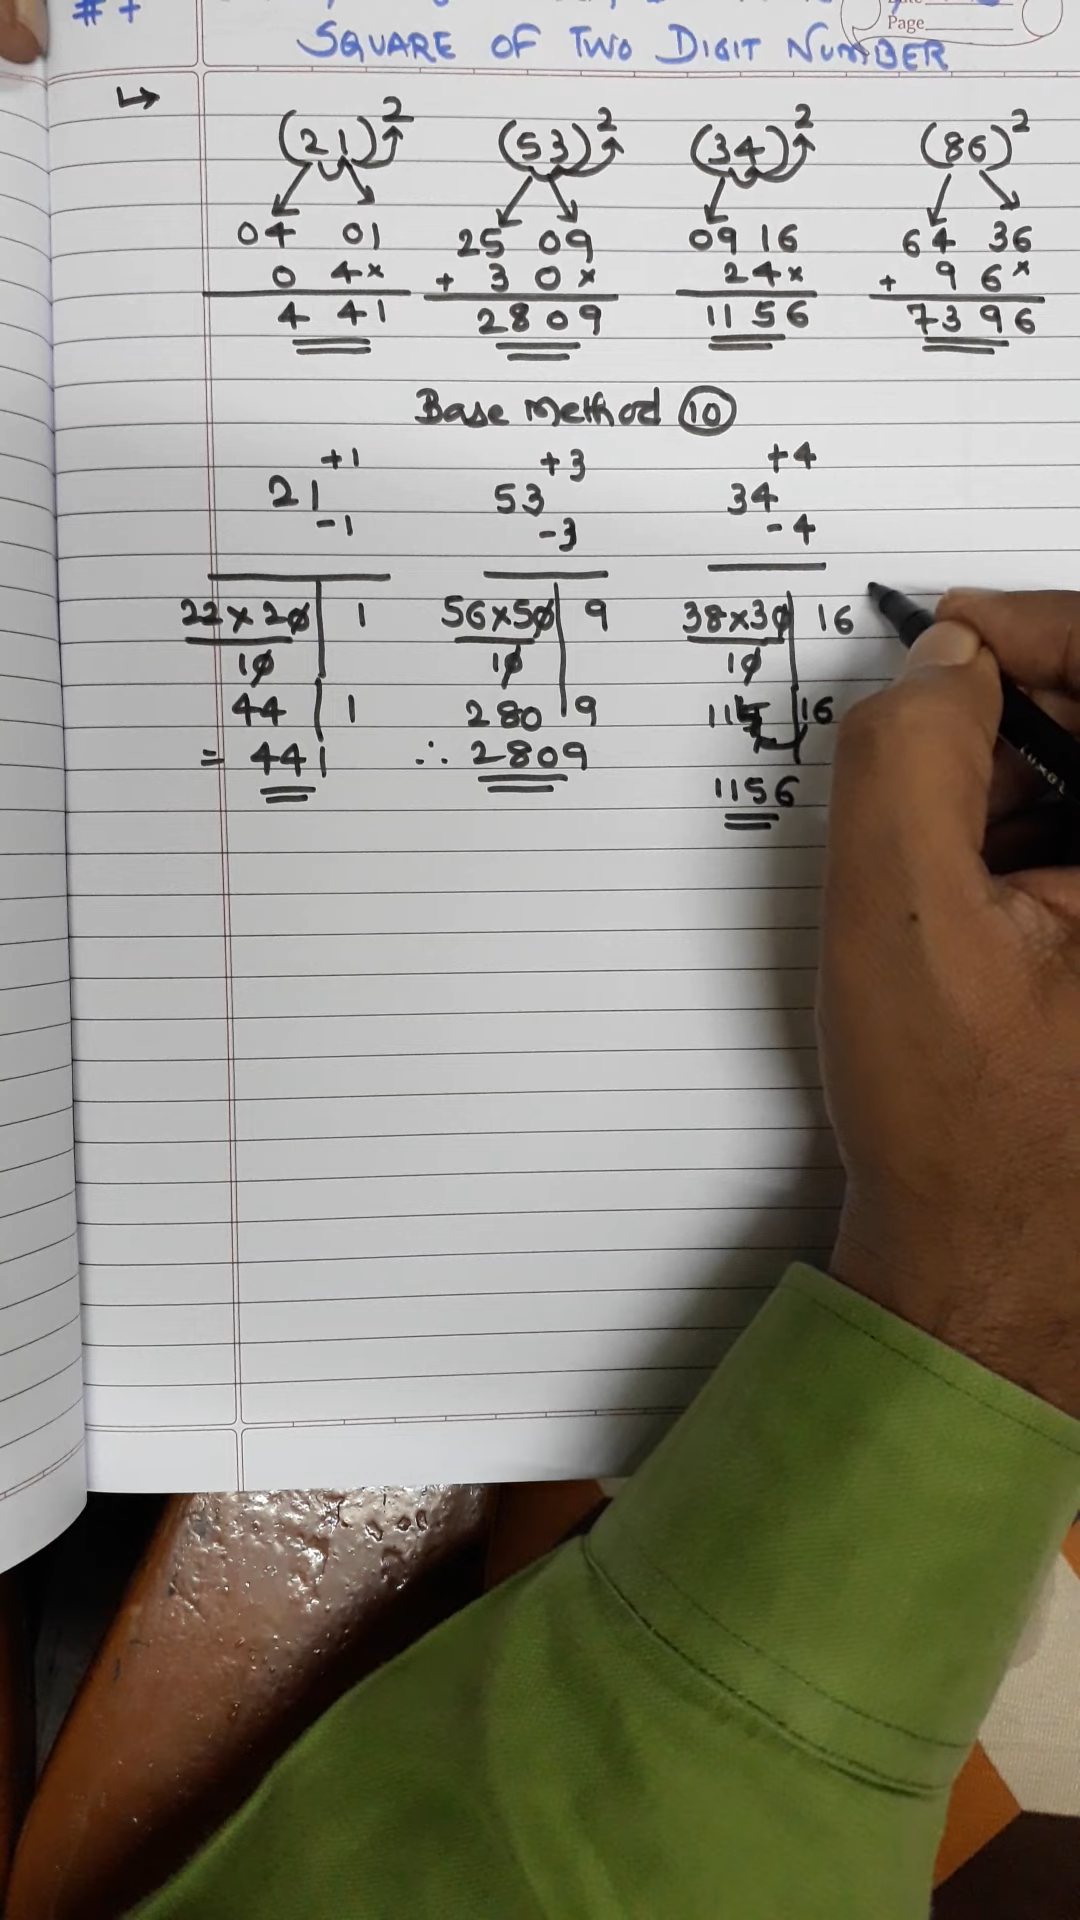 # 7
Page
SQUARE OF TWO DIGIT NUMBER
↳
(21)² (53)² (34)² (86)²
04 01 25 09 09 16 64 36
0 4× + 3 0 × 24× + 9 6×
4 41 2809 1156 7396
Base Method 10
+1 +3 +4
21 53 34
-1 -3 -4
22×20 | 1 56×50 | 9 38×30 | 16
10 10 10
44 | 1 280 | 9 114 | 16
= 441 ∴ 2809
1156